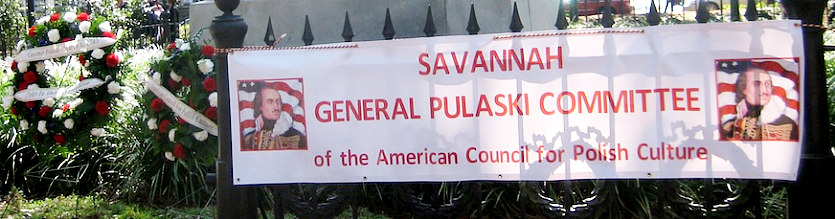 SAVANNAH
GENERAL PULASKI COMMITTEE
of the American Council for Polish Culture